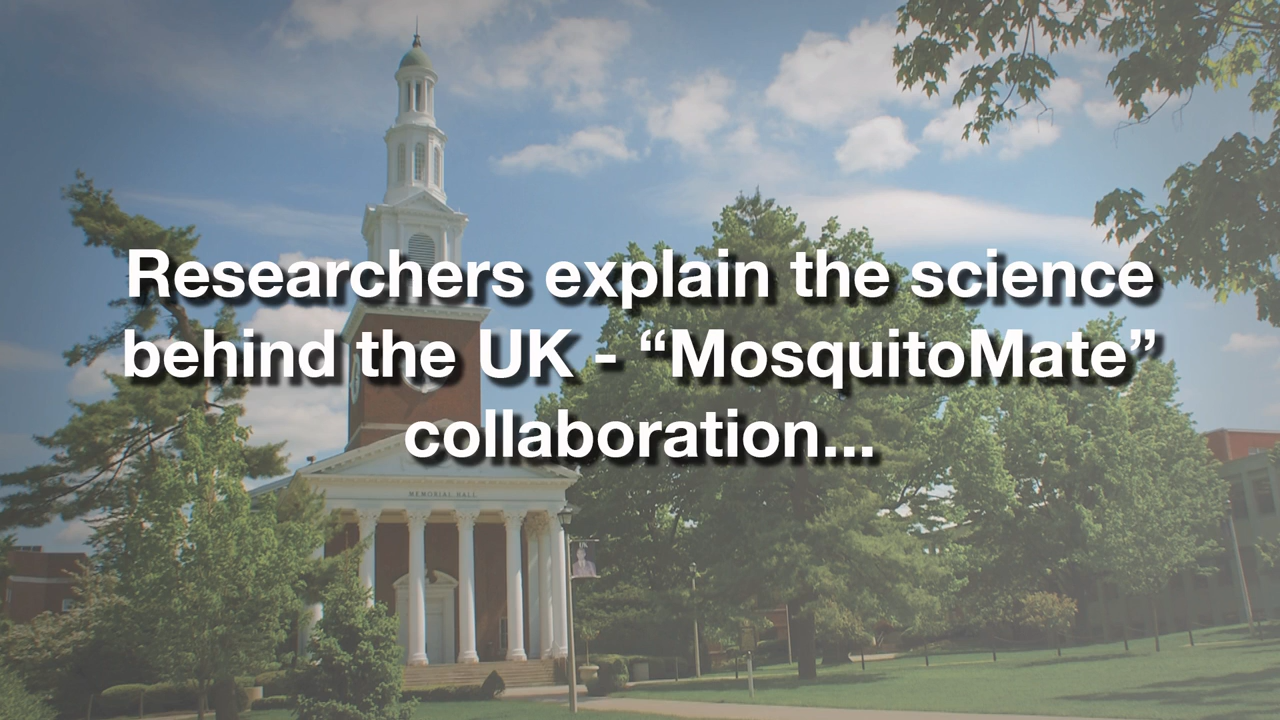 Researchers explain the science
behind the UK - “MosquitoMate”
collaboration...
MEMORIAL HALL